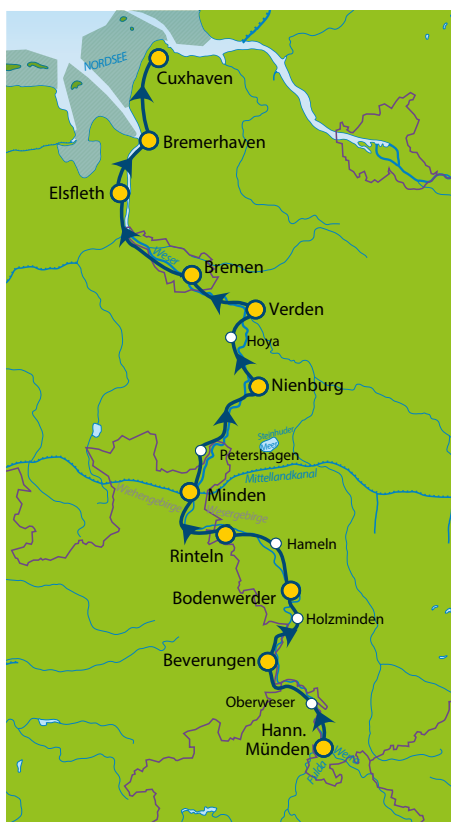 NORDSEE
Cuxhaven
Bremerhaven
Elsfleth
Weser
Bremen
Verden
Hoya
Nienburg
Steinhuder
Meer
Petershagen
Mittellandkanal
Minden
Wiehengebirge
Wesergebirge
Rinteln
Hameln
Bodenwerder
Holzminden
Beverungen
Oberweser
Hann.
Münden
Fulda